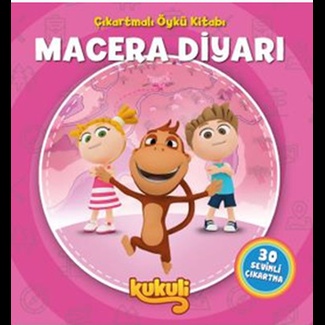 Çıkartmalı Öykü Kitabı
MACERA DİYARI
30
SEVİMLİ
ÇIKARTMA
kukuli